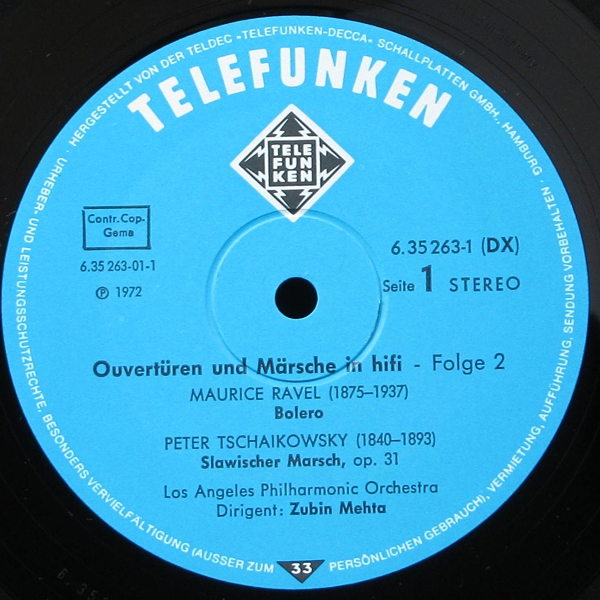 HERGESTELLT VON DER TELDEC »TELEFUNKEN-DECCA« SCHALLPLATTEN GMBH., HAMBURG · URHEBER- UND LEISTUNGSSCHUTZRECHTE, BESONDERS VERVIELFÄLTIGUNG (AUSSER ZUM PERSÖNLICHEN GEBRAUCH), VERMIETUNG, AUFFÜHRUNG, SENDUNG VORBEHALTEN ·
TELEFUNKEN
TELE
FUN
KEN
Contr.Cop-
Gema
6.35 263-01-1
℗ 1972
6.35 263-1 (DX)
Seite 1 STEREO
Ouvertüren und Märsche in hifi - Folge 2
MAURICE RAVEL (1875–1937)
Bolero
PETER TSCHAIKOWSKY (1840–1893)
Slawischer Marsch, op. 31
Los Angeles Philharmonic Orchestra
Dirigent: Zubin Mehta
33